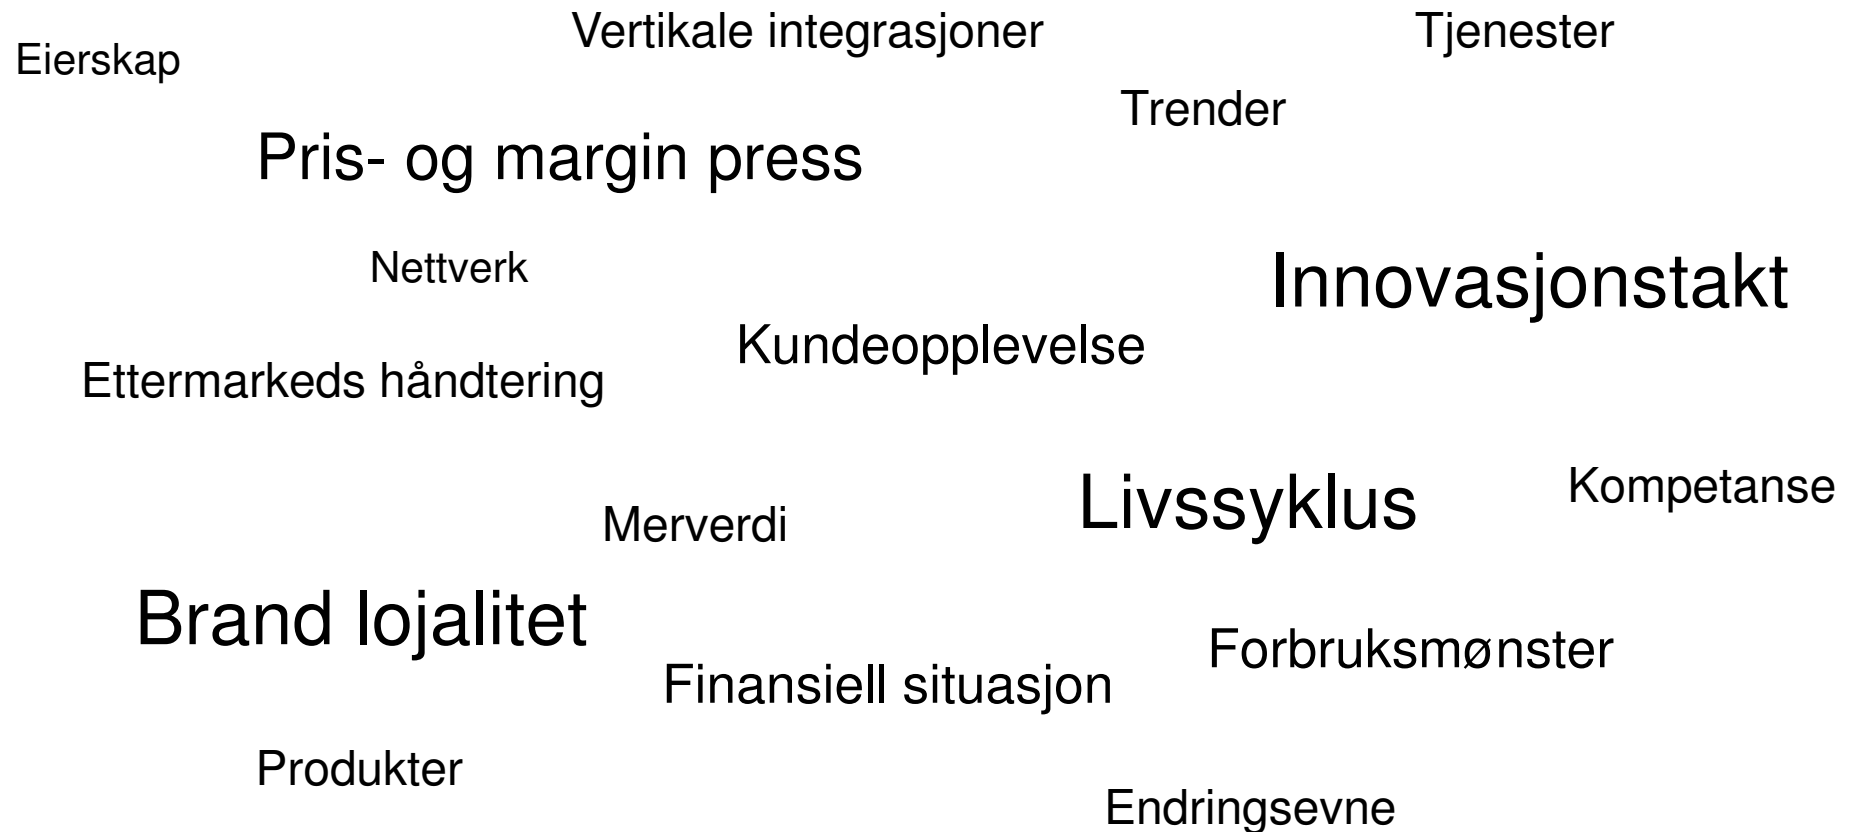 Vertikale integrasjoner
Tjenester
Eierskap
Trender
Pris- og margin press
Nettverk
Innovasjonstakt
Kundeopplevelse
Ettermarkeds håndtering
Kompetanse
Livssyklus
Merverdi
Brand lojalitet
Forbruksmønster
Finansiell situasjon
Produkter
Endringsevne